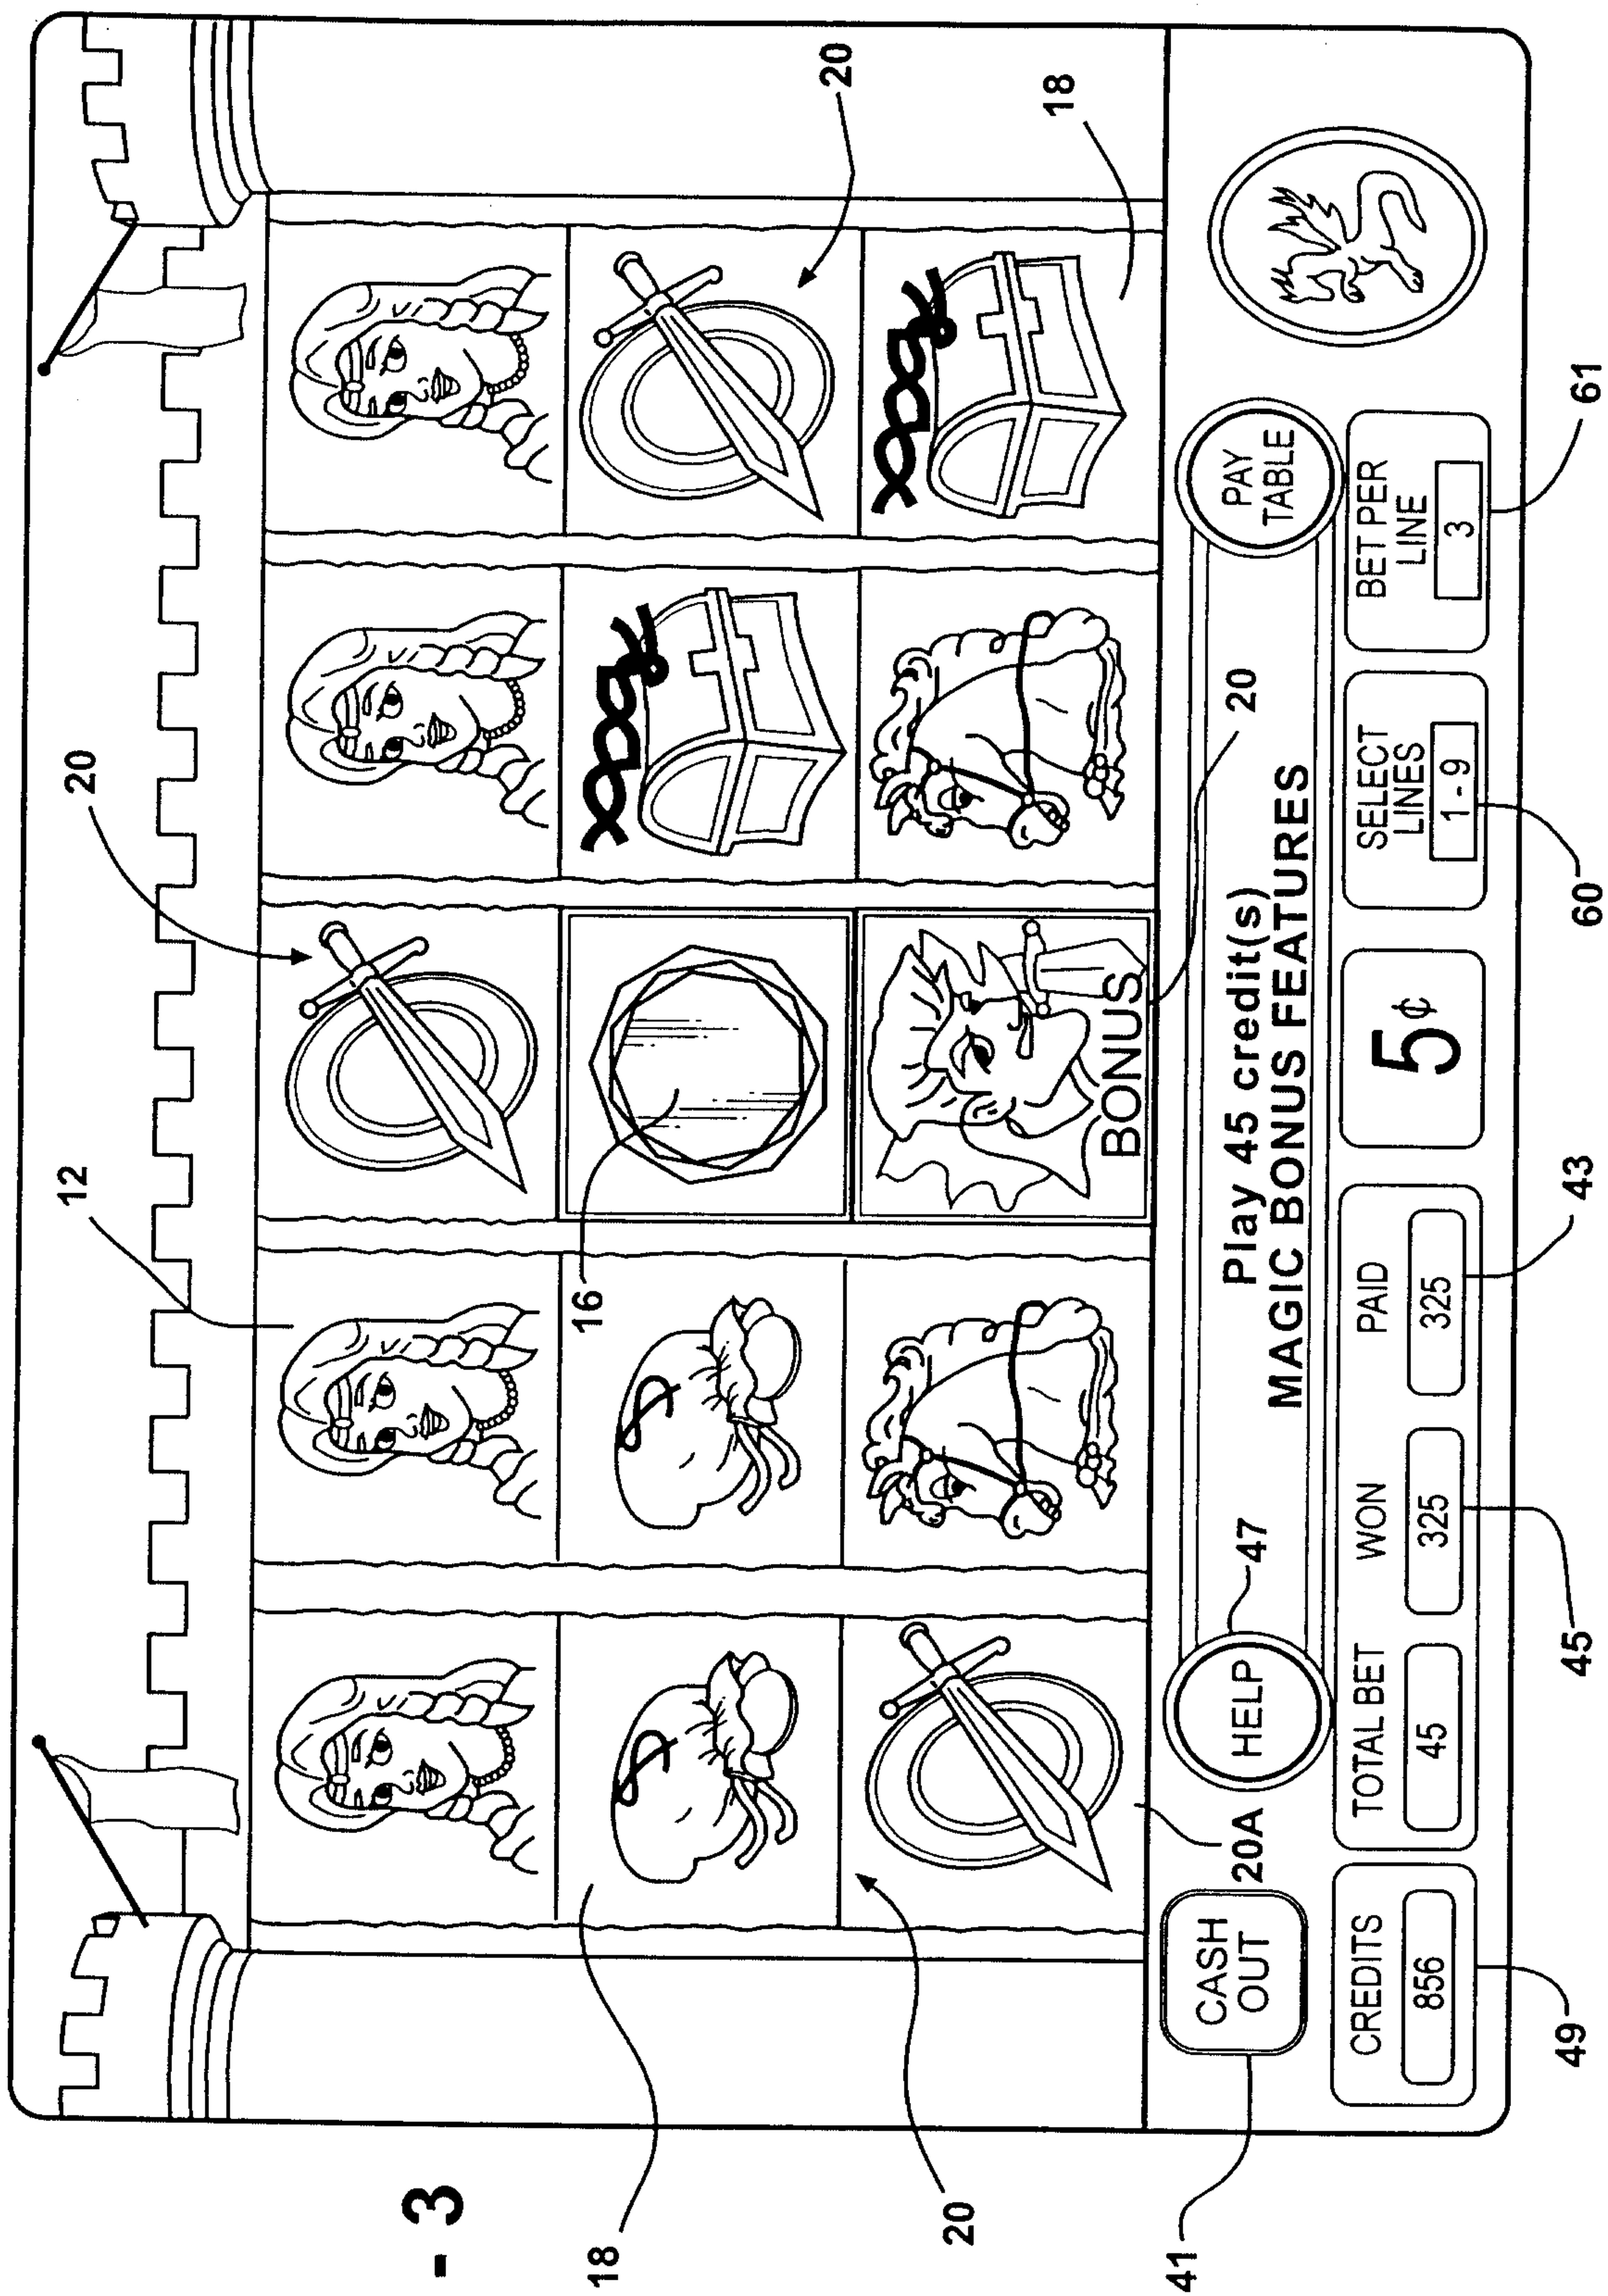 20
12
20
18
16
BONUS
18
- 3
20
20
20A
47
HELP
Play 45 credit(s)
MAGIC BONUS FEATURES
PAY
TABLE
41
CASH
OUT
CREDITS
856
TOTAL BET
45
WON
325
PAID
325
5¢
SELECT
LINES
1 - 9
BET PER
LINE
3
49
45
43
60
61